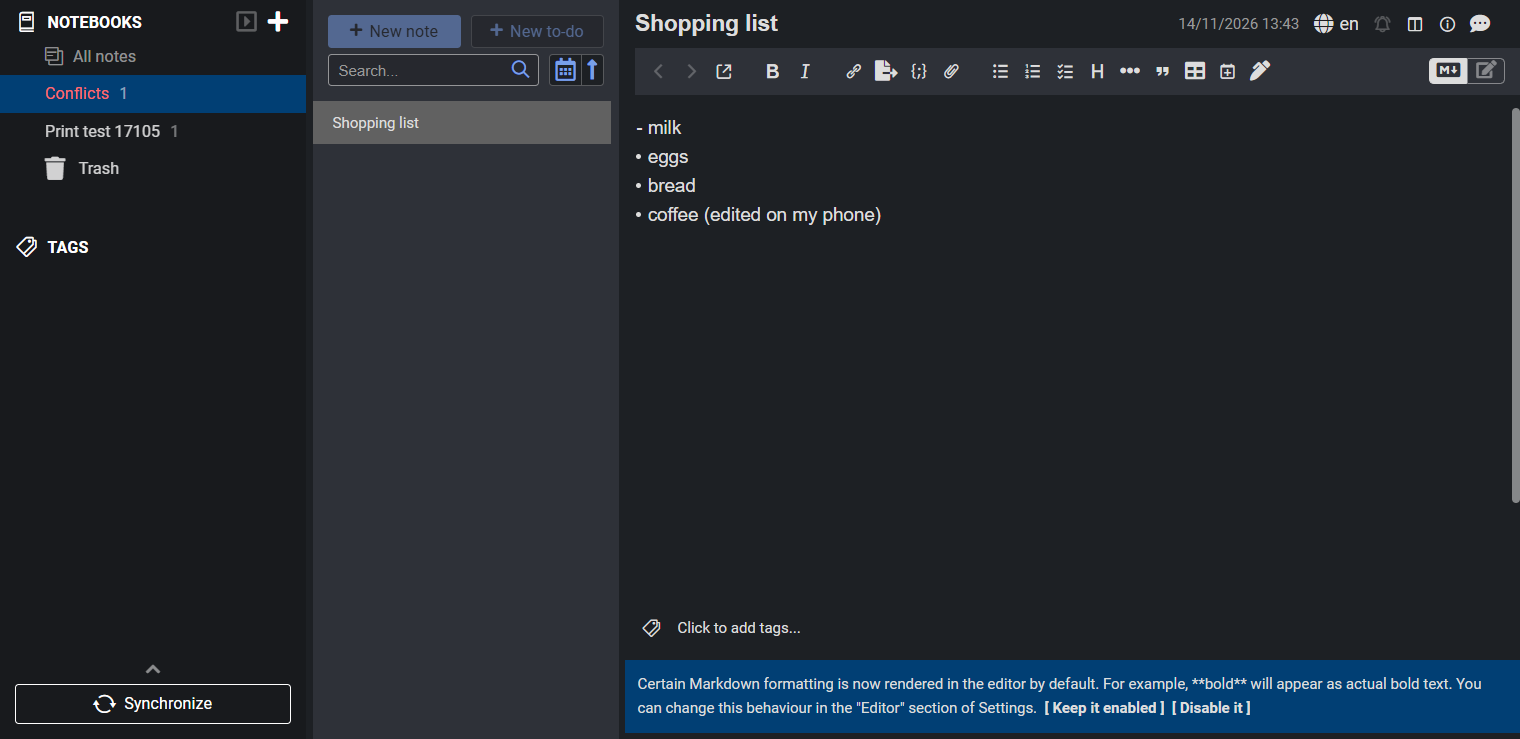 NOTEBOOKS
All notes
Conflicts 1
Print test 17105 1
Trash
TAGS
Synchronize
New note
New to-do
Search...
Shopping list
Shopping list
14/11/2026 13:43
en
B I {;} H M↓
- milk
• eggs
• bread
• coffee (edited on my phone)
Click to add tags...
Certain Markdown formatting is now rendered in the editor by default. For example, **bold** will appear as actual bold text. You
can change this behaviour in the "Editor" section of Settings. [ Keep it enabled ] [ Disable it ]